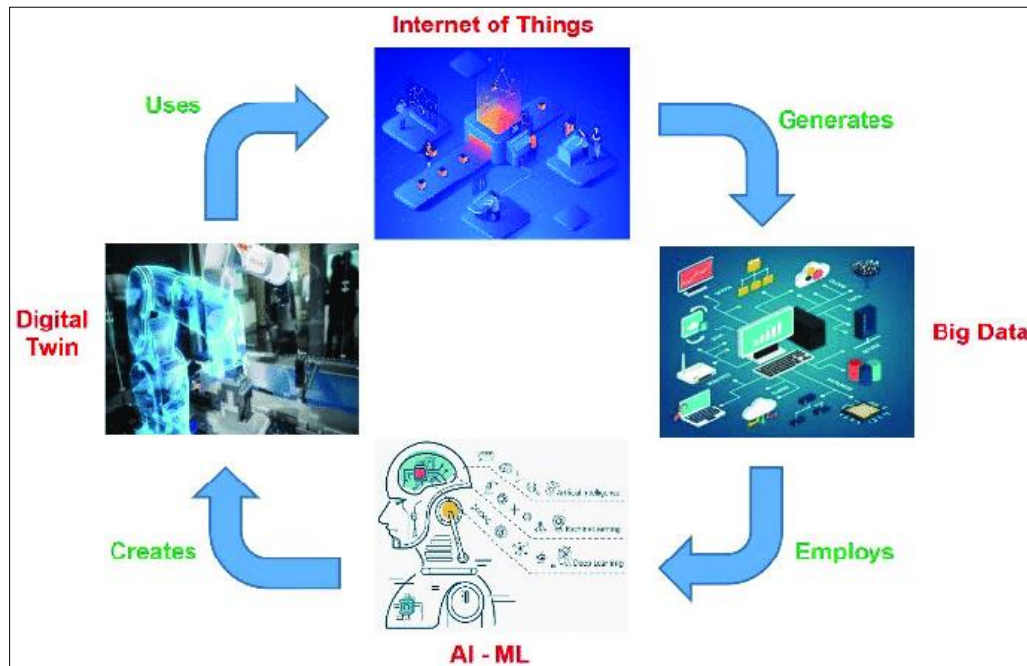 Internet of Things
Uses
Generates
Digital
Twin
Big Data
Artificial Intelligence
Machine Learning
Deep Learning
Creates
Employs
AI - ML